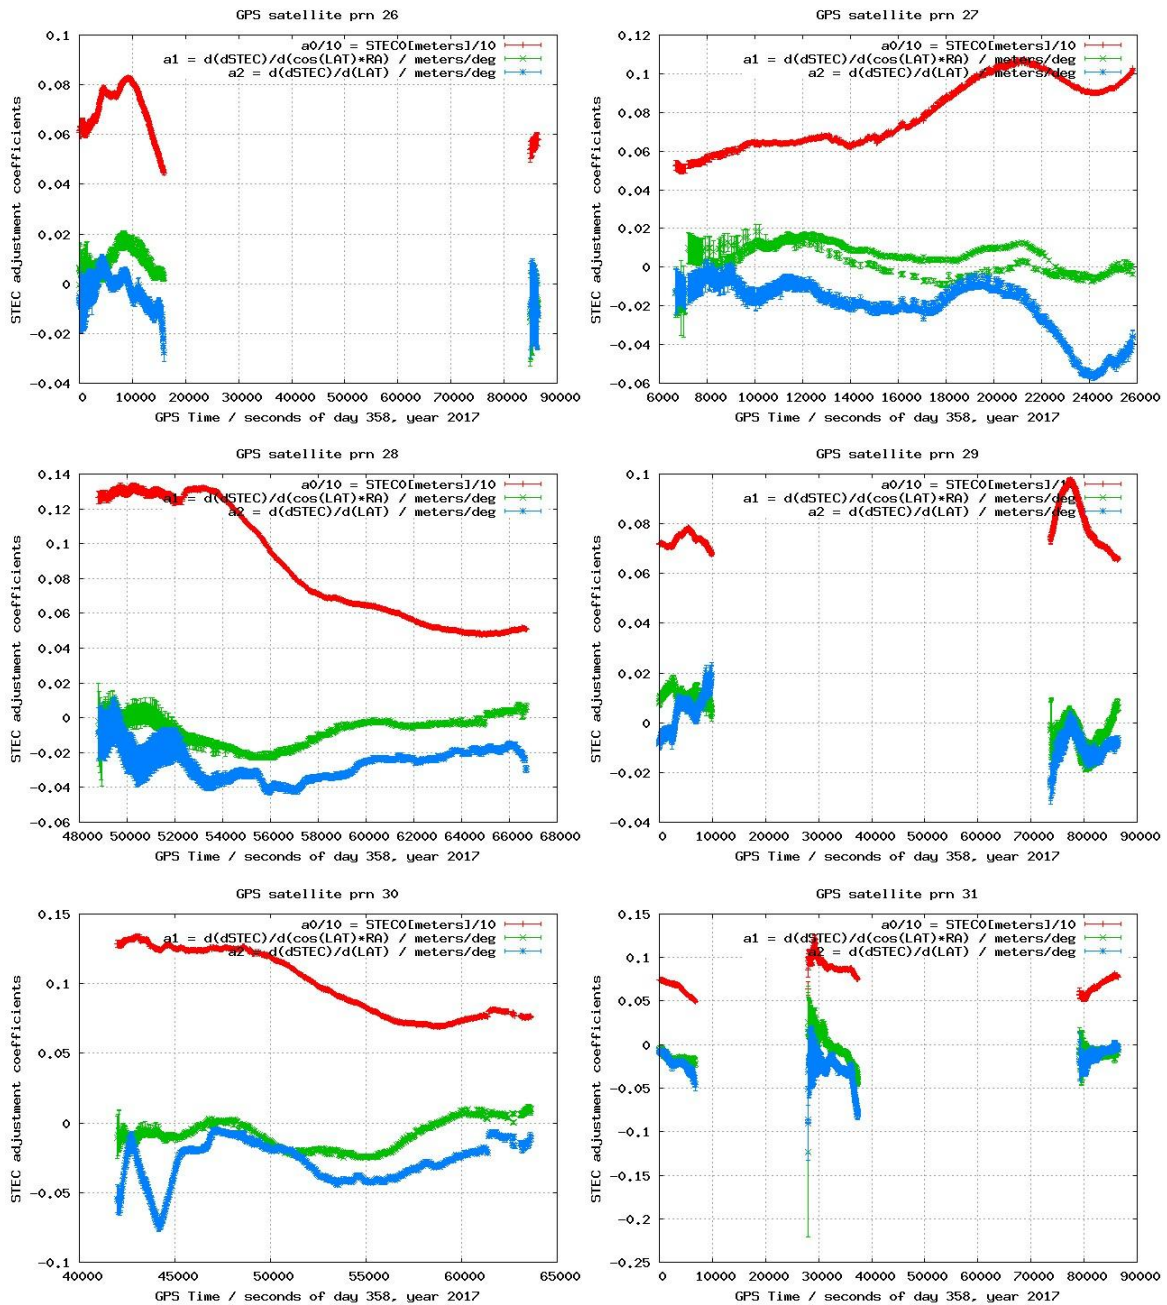 GPS satellite prn 26
a0/10 = STEC0[meters]/10
a1 = d(dSTEC)/d(cos(LAT)*RA) / meters/deg
a2 = d(dSTEC)/d(LAT) / meters/deg
STEC adjustment coefficients
0.1
0.08
0.06
0.04
0.02
0
−0.02
−0.04
0 10000 20000 30000 40000 50000 60000 70000 80000 90000
GPS Time / seconds of day 358, year 2017
GPS satellite prn 27
a0/10 = STEC0[meters]/10
a1 = d(dSTEC)/d(cos(LAT)*RA) / meters/deg
a2 = d(dSTEC)/d(LAT) / meters/deg
STEC adjustment coefficients
0.12
0.1
0.08
0.06
0.04
0.02
0
−0.02
−0.04
−0.06
6000 8000 10000 12000 14000 16000 18000 20000 22000 24000 26000
GPS Time / seconds of day 358, year 2017
GPS satellite prn 28
a0/10 = STEC0[meters]/10
a1 = d(dSTEC)/d(cos(LAT)*RA) / meters/deg
a2 = d(dSTEC)/d(LAT) / meters/deg
STEC adjustment coefficients
0.14
0.12
0.1
0.08
0.06
0.04
0.02
0
−0.02
−0.04
−0.06
48000 50000 52000 54000 56000 58000 60000 62000 64000 66000 68000
GPS Time / seconds of day 358, year 2017
GPS satellite prn 29
a0/10 = STEC0[meters]/10
a1 = d(dSTEC)/d(cos(LAT)*RA) / meters/deg
a2 = d(dSTEC)/d(LAT) / meters/deg
STEC adjustment coefficients
0.1
0.08
0.06
0.04
0.02
0
−0.02
−0.04
0 10000 20000 30000 40000 50000 60000 70000 80000 90000
GPS Time / seconds of day 358, year 2017
GPS satellite prn 30
a0/10 = STEC0[meters]/10
a1 = d(dSTEC)/d(cos(LAT)*RA) / meters/deg
a2 = d(dSTEC)/d(LAT) / meters/deg
STEC adjustment coefficients
0.15
0.1
0.05
0
−0.05
−0.1
40000 45000 50000 55000 60000 65000
GPS Time / seconds of day 358, year 2017
GPS satellite prn 31
a0/10 = STEC0[meters]/10
a1 = d(dSTEC)/d(cos(LAT)*RA) / meters/deg
a2 = d(dSTEC)/d(LAT) / meters/deg
STEC adjustment coefficients
0.15
0.1
0.05
0
−0.05
−0.1
−0.15
−0.2
−0.25
0 10000 20000 30000 40000 50000 60000 70000 80000 90000
GPS Time / seconds of day 358, year 2017